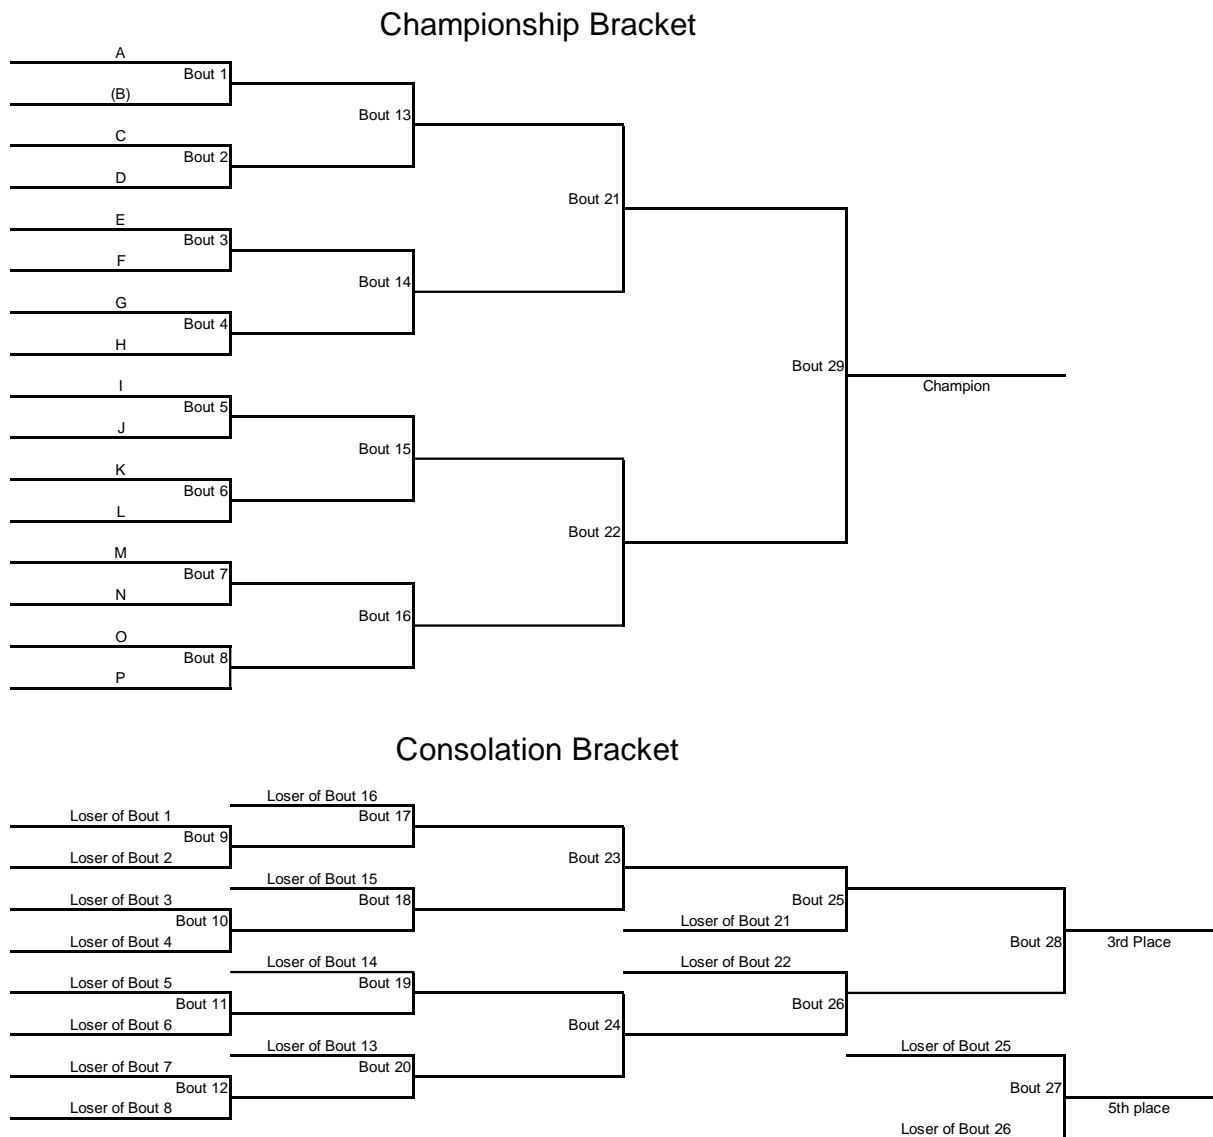 Championship Bracket
A
Bout 1
(B)
Bout 13
C
Bout 2
D
Bout 21
E
Bout 3
F
Bout 14
G
Bout 4
H
Bout 29
Champion
I
Bout 5
J
Bout 15
K
Bout 6
L
Bout 22
M
Bout 7
N
Bout 16
O
Bout 8
P
Consolation Bracket
Loser of Bout 16
Loser of Bout 1
Bout 17
Bout 9
Loser of Bout 2
Bout 23
Loser of Bout 15
Loser of Bout 3
Bout 18
Bout 25
Bout 10
Loser of Bout 21
Loser of Bout 4
Bout 28
3rd Place
Loser of Bout 14
Loser of Bout 22
Loser of Bout 5
Bout 19
Bout 11
Bout 26
Loser of Bout 6
Bout 24
Loser of Bout 13
Loser of Bout 25
Loser of Bout 7
Bout 20
Bout 12
Bout 27
Loser of Bout 8
5th place
Loser of Bout 26